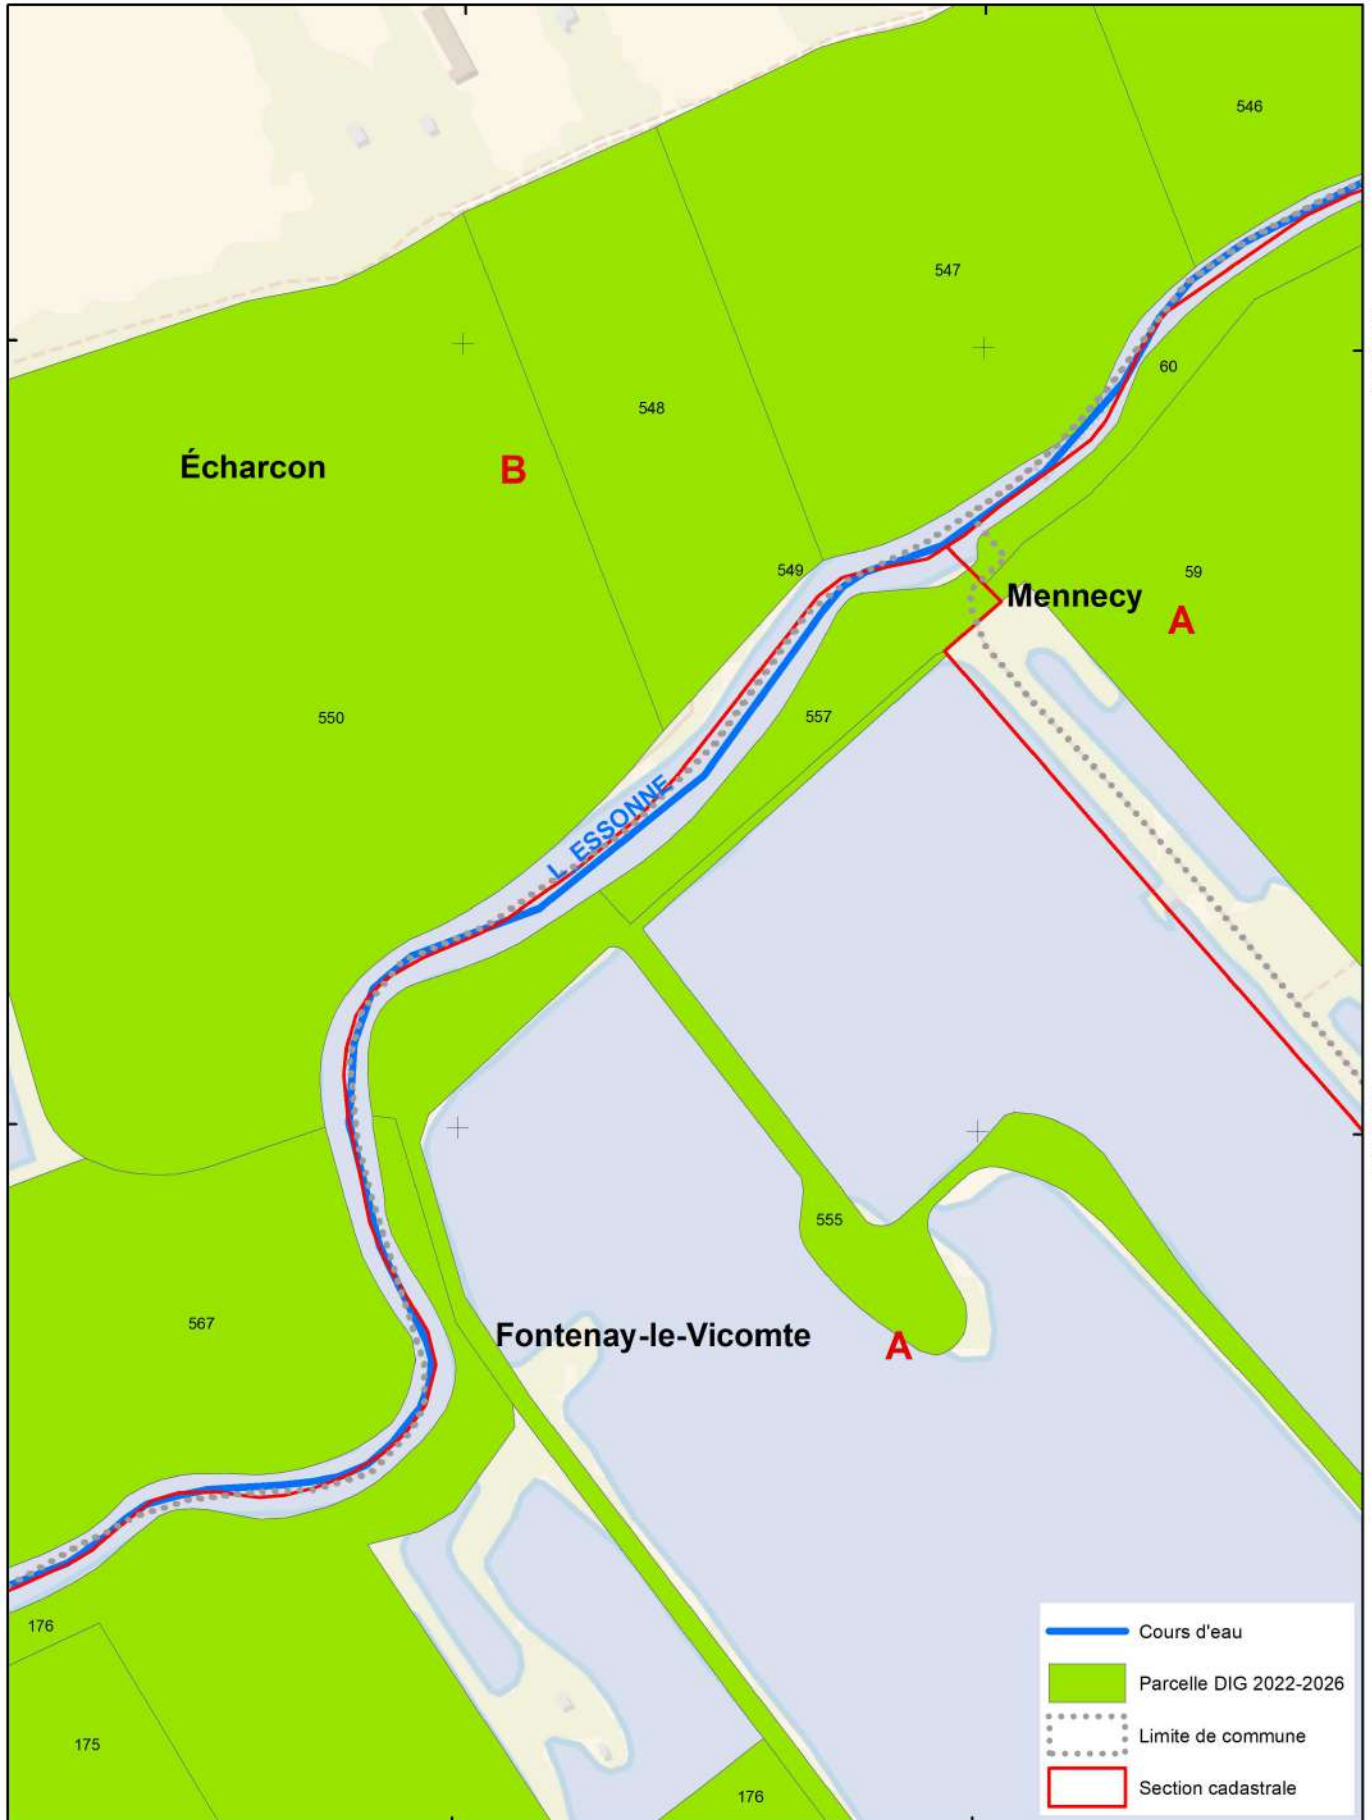 546
547
60
548
Écharcon
B
549
59
Mennecy
A
550
557
L ESSONNE
555
567
Fontenay-le-Vicomte
A
176
175
176
Cours d'eau
Parcelle DIG 2022-2026
Limite de commune
Section cadastrale